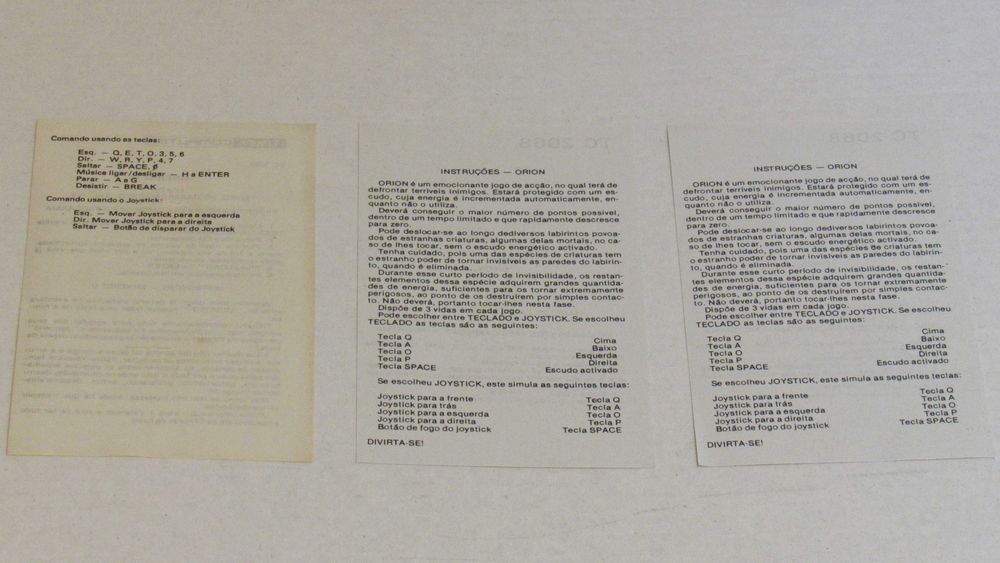 Comando usando as teclas:
Esq. — Q, E, T, O, 3, 5, 6
Dir. — W, R, Y, P, 4, 7
Saltar — SPACE, Ø
Música ligar/desligar — H a ENTER
Parar — A a G
Desistir — BREAK
Comando usando o Joystick:
Esq. — Mover Joystick para a esquerda
Dir. Mover Joystick para a direita
Saltar — Botão de disparar do Joystick
INSTRUÇÕES — ORION
ORION é um emocionante jogo de acção, no qual terá de
defrontar terríveis inimigos. Estará protegido com um es-
cudo, cuja energia é incrementada automaticamente, en-
quanto não o utiliza.
Deverá conseguir o maior número de pontos possível,
dentro de um tempo limitado e que rapidamente descresce
para zero.
Pode deslocar-se ao longo dediversos labirintos povoa-
dos de estranhas criaturas, algumas delas mortais, no ca-
so de lhes tocar, sem o escudo energético activado.
Tenha cuidado, pois uma das espécies de criaturas tem
o estranho poder de tornar invisíveis as paredes do labirin-
to, quando é eliminada.
Durante esse curto período de invisibilidade, os restan-
tes elementos dessa espécie adquirem grandes quantida-
des de energia, suficientes para os tornar extremamente
perigosos, ao ponto de os destruírem por simples contac-
to. Não deverá, portanto tocar-lhes nesta fase.
Dispõe de 3 vidas em cada jogo.
Pode escolher entre TECLADO e JOYSTICK. Se escolheu
TECLADO as teclas são as seguintes:
Tecla Q Cima
Tecla A Baixo
Tecla O Esquerda
Tecla P Direita
Tecla SPACE Escudo activado
Se escolheu JOYSTICK, este simula as seguintes teclas:
Joystick para a frente Tecla Q
Joystick para trás Tecla A
Joystick para a esquerda Tecla O
Joystick para a direita Tecla P
Botão de fogo do joystick Tecla SPACE
DIVIRTA-SE!
INSTRUÇÕES — ORION
ORION é um emocionante jogo de acção, no qual terá de
defrontar terríveis inimigos. Estará protegido com um es-
cudo, cuja energia é incrementada automaticamente, en-
quanto não o utiliza.
Deverá conseguir o maior número de pontos possível,
dentro de um tempo limitado e que rapidamente descresce
para zero.
Pode deslocar-se ao longo dediversos labirintos povoa-
dos de estranhas criaturas, algumas delas mortais, no ca-
so de lhes tocar, sem o escudo energético activado.
Tenha cuidado, pois uma das espécies de criaturas tem
o estranho poder de tornar invisíveis as paredes do labirin-
to, quando é eliminada.
Durante esse curto período de invisibilidade, os restan-
tes elementos dessa espécie adquirem grandes quantida-
des de energia, suficientes para os tornar extremamente
perigosos, ao ponto de os destruírem por simples contac-
to. Não deverá, portanto tocar-lhes nesta fase.
Dispõe de 3 vidas em cada jogo.
Pode escolher entre TECLADO e JOYSTICK. Se escolheu
TECLADO as teclas são as seguintes:
Tecla Q Cima
Tecla A Baixo
Tecla O Esquerda
Tecla P Direita
Tecla SPACE Escudo activado
Se escolheu JOYSTICK, este simula as seguintes teclas:
Joystick para a frente Tecla Q
Joystick para trás Tecla A
Joystick para a esquerda Tecla O
Joystick para a direita Tecla P
Botão de fogo do joystick Tecla SPACE
DIVIRTA-SE!